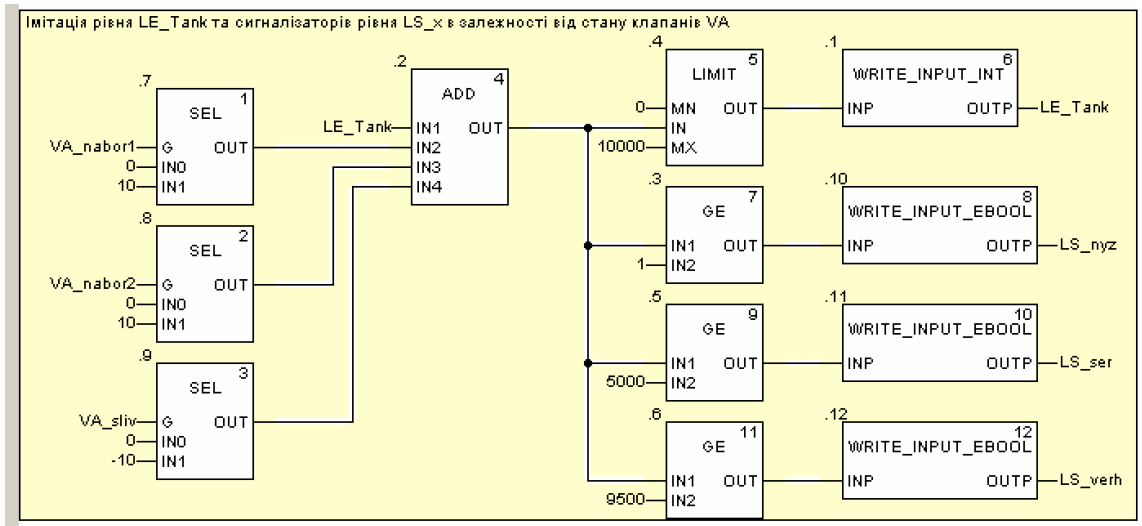 Імітація рівня LE_Tank та сигналізаторів рівня LS_x в залежності від стану клапанів VA
.7
1
SEL
VA_nabor1
G
OUT
0
IN0
10
IN1
.8
2
SEL
VA_nabor2
G
OUT
0
IN0
10
IN1
.9
3
SEL
VA_sliv
G
OUT
0
IN0
-10
IN1
.2
4
ADD
LE_Tank
IN1
OUT
IN2
IN3
IN4
.4
5
LIMIT
0
MN
OUT
IN
10000
MX
.1
6
WRITE_INPUT_INT
INP
OUTP
LE_Tank
.3
7
GE
IN1
OUT
1
IN2
.10
8
WRITE_INPUT_EBOOL
INP
OUTP
LS_nyz
.5
9
GE
IN1
OUT
5000
IN2
.11
10
WRITE_INPUT_EBOOL
INP
OUTP
LS_ser
.6
11
GE
IN1
OUT
9500
IN2
.12
12
WRITE_INPUT_EBOOL
INP
OUTP
LS_verh